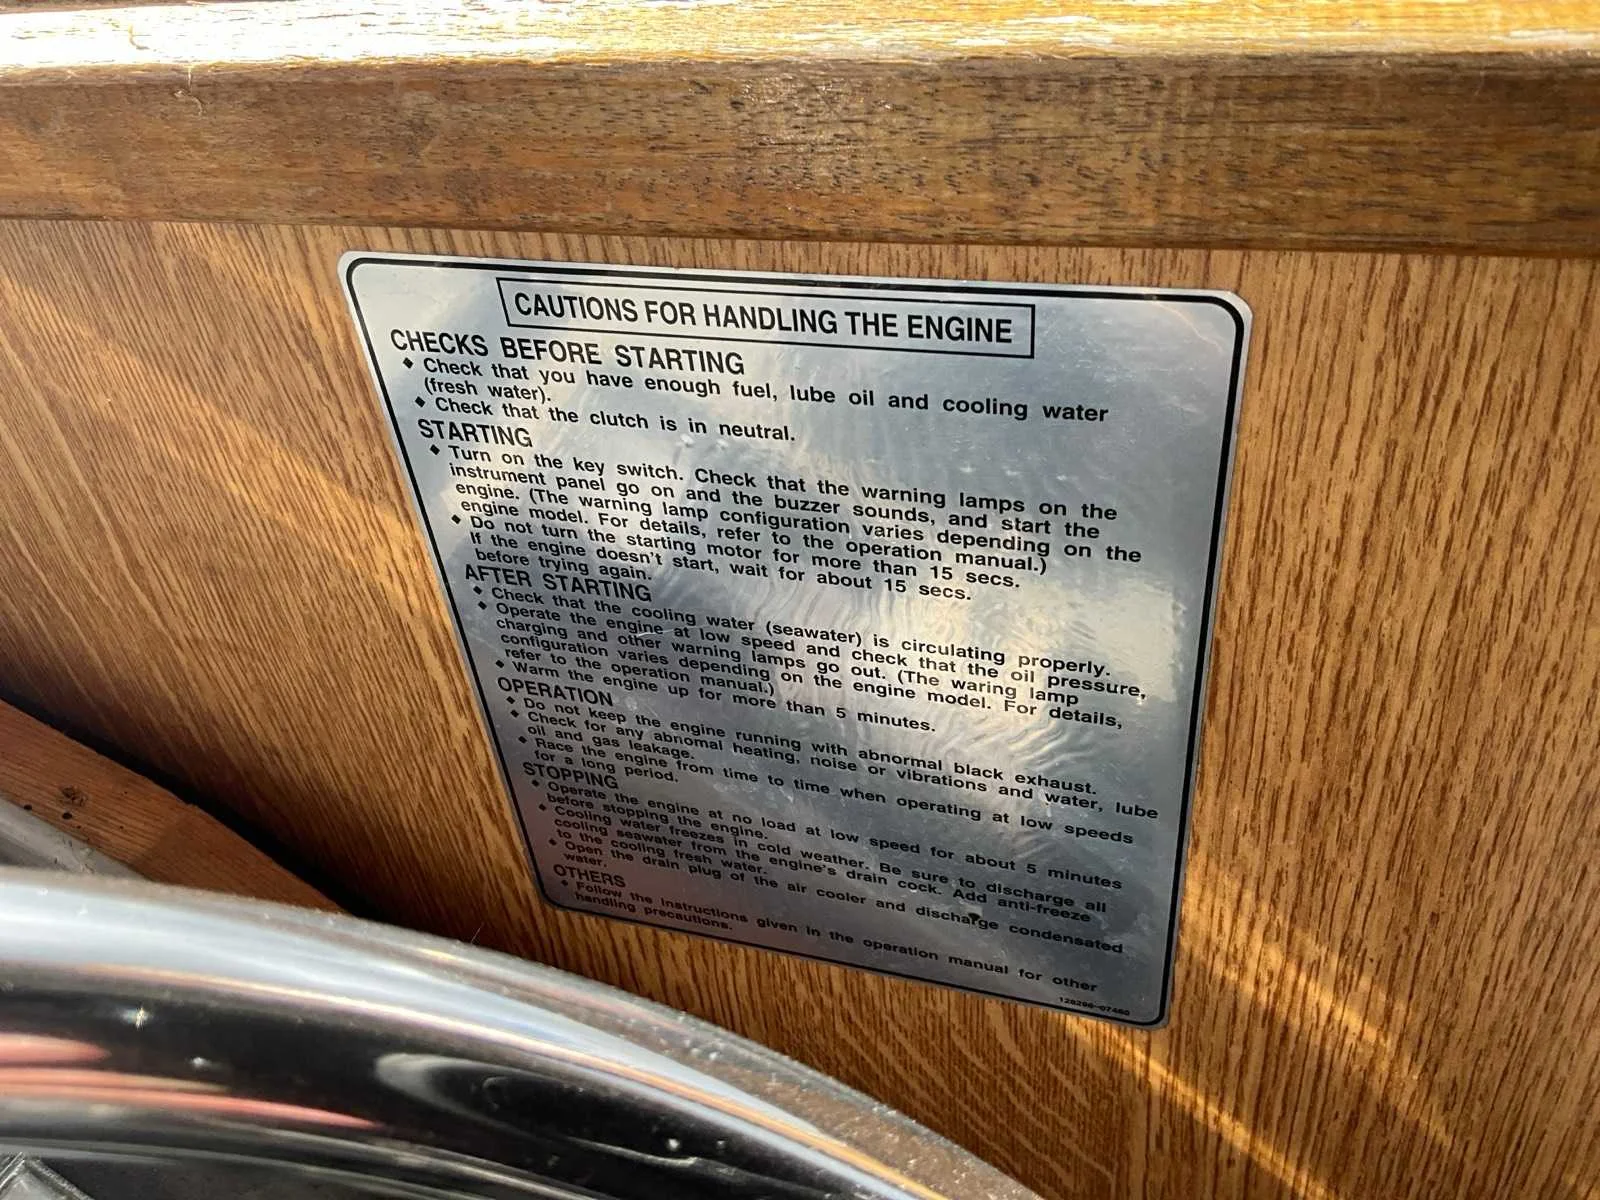 CAUTIONS FOR HANDLING THE ENGINE
CHECKS BEFORE STARTING
◆ Check that you have enough fuel, lube oil and cooling water
(fresh water).
◆ Check that the clutch is in neutral.
STARTING
◆ Turn on the key switch. Check that the warning lamps on the
instrument panel go on and the buzzer sounds, and start the
engine. (The warning lamp configuration varies depending on the
engine model. For details, refer to the operation manual.)
◆ Do not turn the starting motor for more than 15 secs.
If the engine doesn't start, wait for about 15 secs.
before trying again.
AFTER STARTING
◆ Check that the cooling water (seawater) is circulating properly.
◆ Operate the engine at low speed and check that the oil pressure,
charging and other warning lamps go out. (The waring lamp
configuration varies depending on the engine model. For details,
refer to the operation manual.)
◆ Warm the engine up for more than 5 minutes.
OPERATION
◆ Do not keep the engine running with abnormal black exhaust.
◆ Check for any abnomal heating, noise or vibrations and water, lube
oil and gas leakage.
◆ Race the engine from time to time when operating at low speeds
for a long period.
STOPPING
◆ Operate the engine at no load at low speed for about 5 minutes
before stopping the engine.
◆ Cooling water freezes in cold weather. Be sure to discharge all
cooling seawater from the engine's drain cock. Add anti-freeze
to the cooling fresh water.
◆ Open the drain plug of the air cooler and discharge condensated
water.
OTHERS
◆ Follow the instructions given in the operation manual for other
handling precautions.
128296-07460